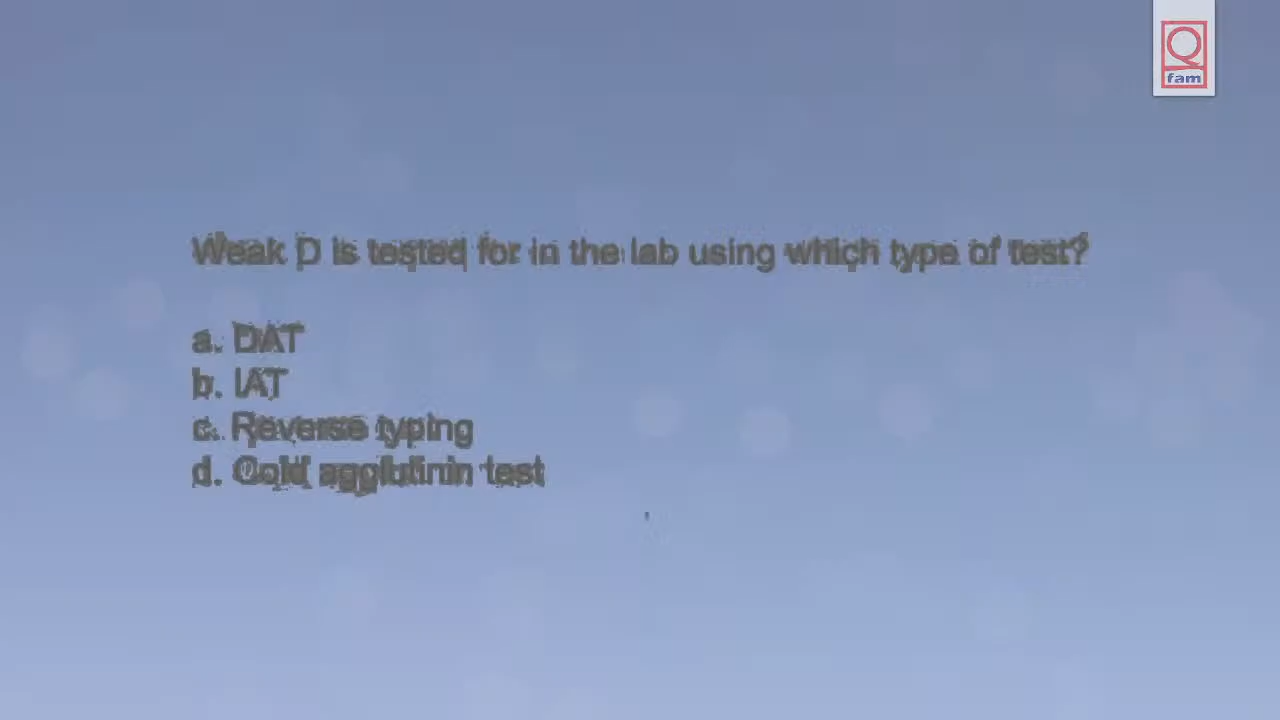 Q
fam
Weak D is tested for in the lab using which type of test?
a. DAT
b. IAT
c. Reverse typing
d. Cold agglutinin test